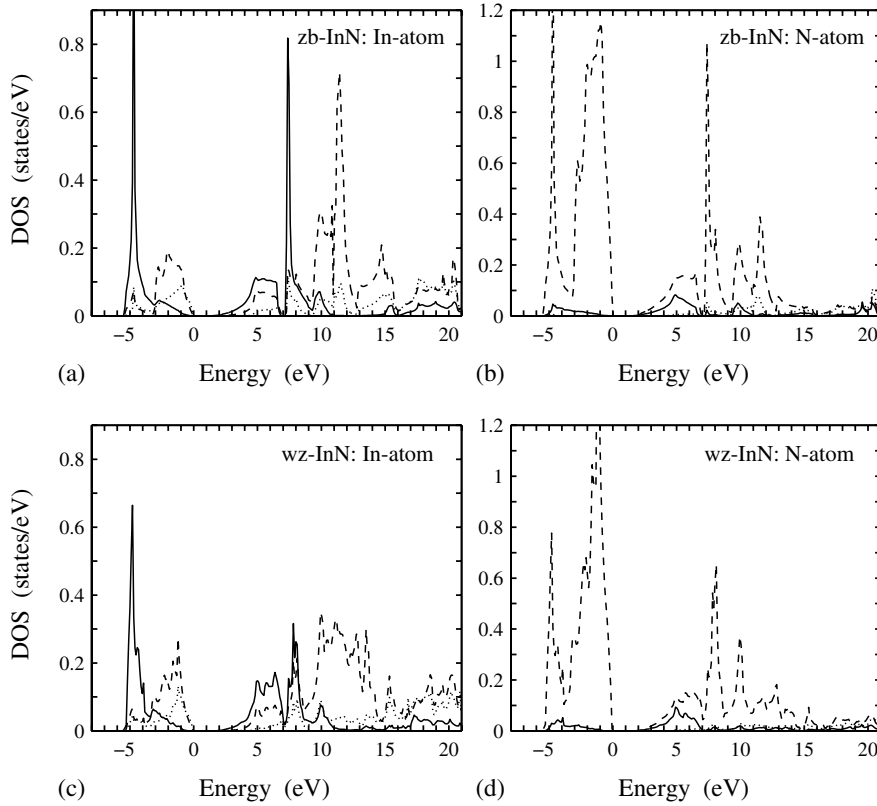 zb-InN: In-atom
DOS (states/eV)
0.8
0.6
0.4
0.2
0
−5 0 5 10 15 20
(a) Energy (eV)
zb-InN: N-atom
1.2
1
0.8
0.6
0.4
0.2
0
−5 0 5 10 15 20
(b) Energy (eV)
wz-InN: In-atom
DOS (states/eV)
0.8
0.6
0.4
0.2
0
−5 0 5 10 15 20
(c) Energy (eV)
wz-InN: N-atom
1.2
1
0.8
0.6
0.4
0.2
0
−5 0 5 10 15 20
(d) Energy (eV)